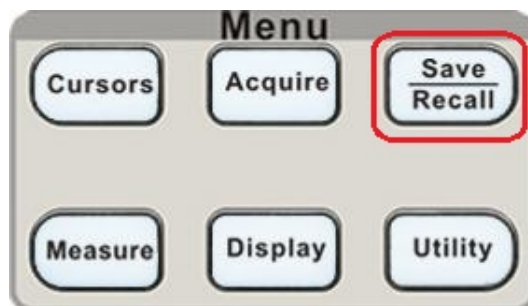 Menu
Cursors
Acquire
Save
Recall
Measure
Display
Utility